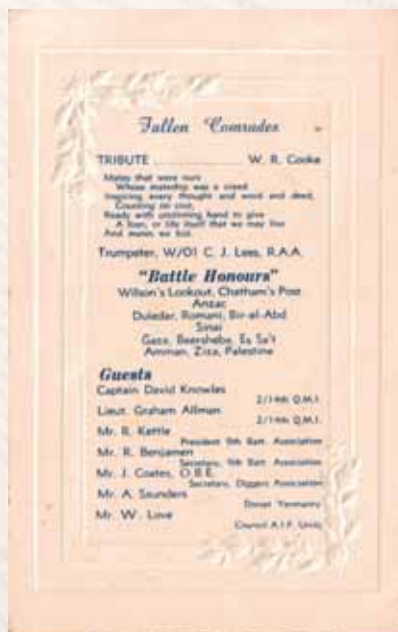 Fallen Comrades
TRIBUTE .................... W. R. Cooke
Mates that were ours
Whose mateship was a creed
Inspiring every thought and word and deed,
Counting no cost,
Ready with unstinting hand to give
A loan, or life itself that we may live
And mates we lost.
Trumpeter, W/O1 C. J. Lees, R.A.A.
"Battle Honours"
Wilson's Lookout, Chatham's Post
Anzac
Duiedar, Romani, Bir-el-Abd
Sinai
Gaza, Beersheba, Es Sa't
Amman, Ziza, Palestine
Guests
Captain David Knowles
2/14th Q.M.I.
Lieut. Graham Allman
2/14th Q.M.I.
Mr. B. Kettle
President 9th Batt. Association
Mr. R. Benjamen
Secretary, 9th Batt. Association
Mr. J. Coates, O.B.E.
Secretary, Diggers Association
Mr. A. Saunders
Dorset Yeomanry
Mr. W. Love
Council A.I.F. Units